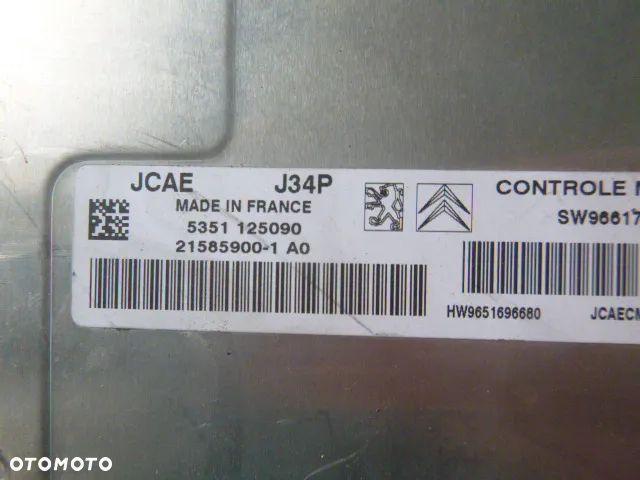 JCAE J34P
MADE IN FRANCE
5351 125090
21585900-1 A0
CONTROLE
SW96617
HW9651696680
JCAECM
OTOMOTO